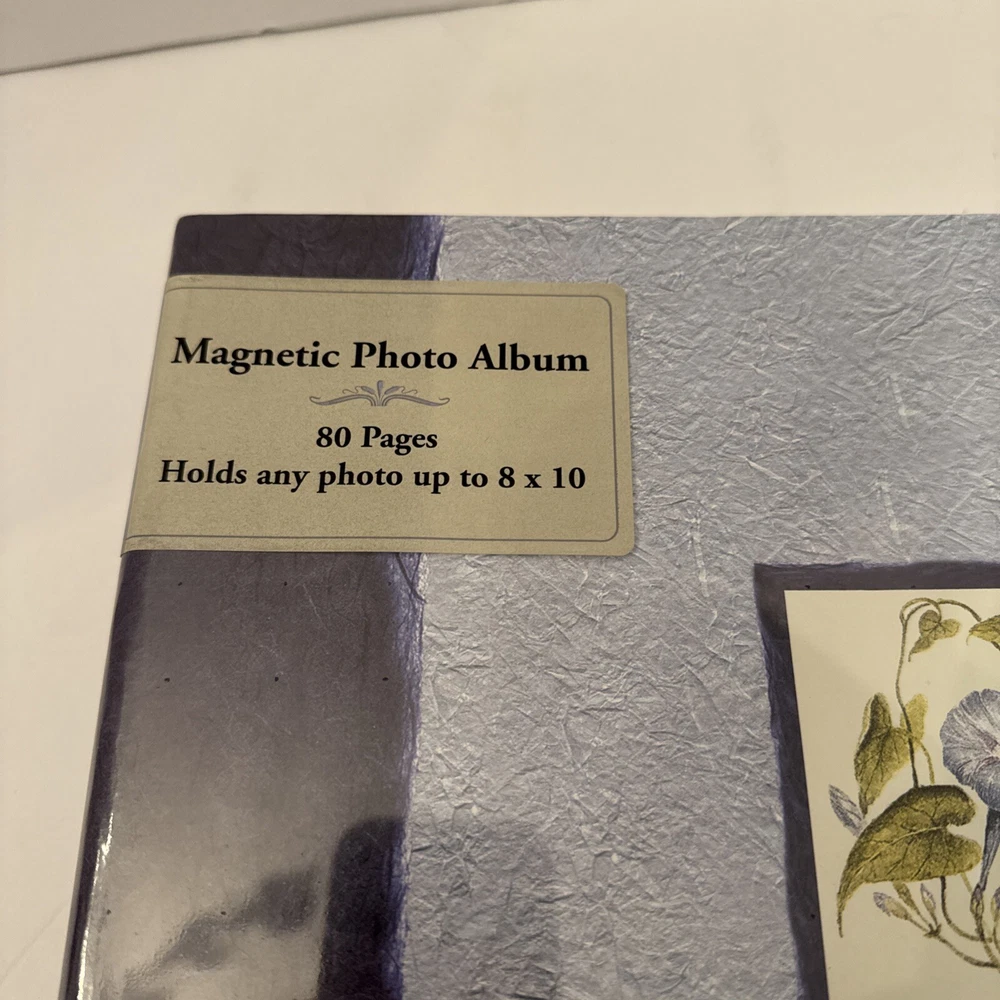 Magnetic Photo Album
80 Pages
Holds any photo up to 8 x 10